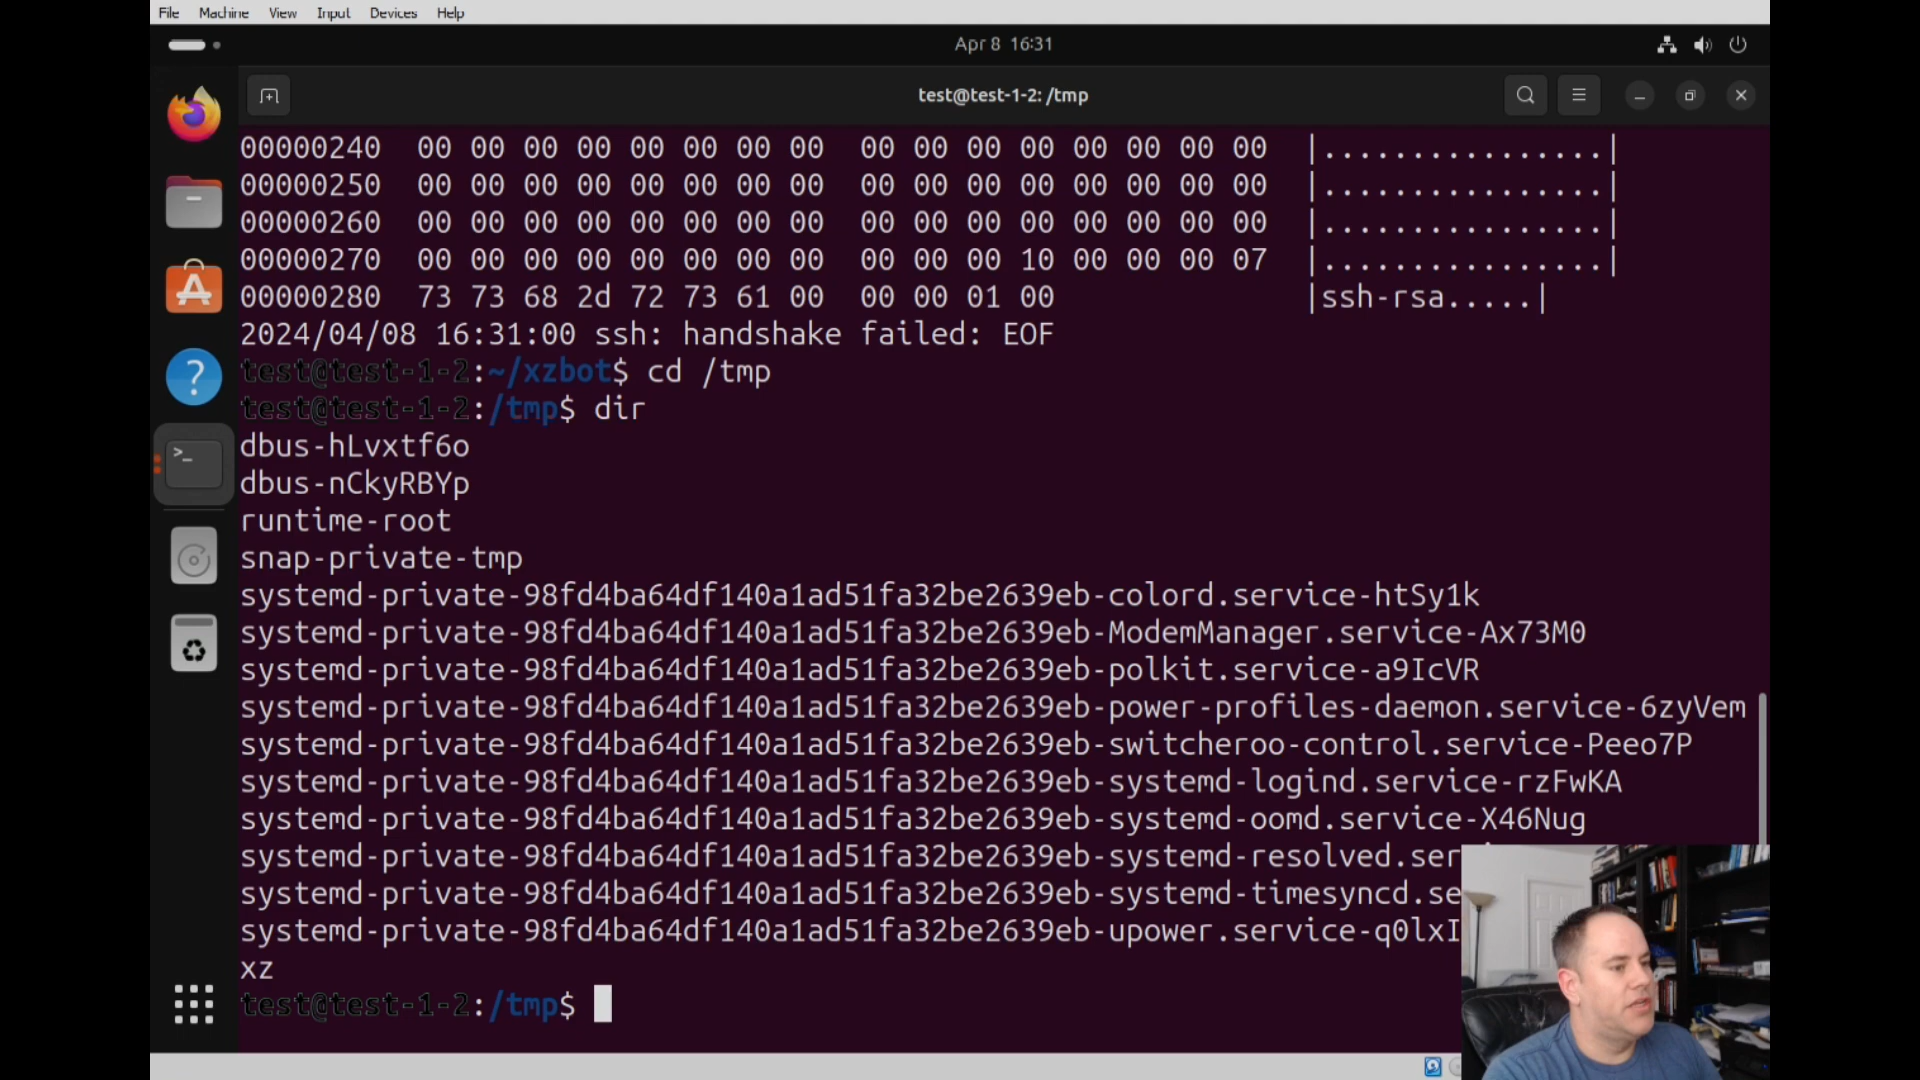 File Machine View Input Devices Help
Apr 8 16:31
test@test-1-2: /tmp
00000240  00 00 00 00 00 00 00 00  00 00 00 00 00 00 00 00  |................|
00000250  00 00 00 00 00 00 00 00  00 00 00 00 00 00 00 00  |................|
00000260  00 00 00 00 00 00 00 00  00 00 00 00 00 00 00 00  |................|
00000270  00 00 00 00 00 00 00 00  00 00 00 10 00 00 00 07  |................|
00000280  73 73 68 2d 72 73 61 00  00 00 01 00              |ssh-rsa.....|
2024/04/08 16:31:00 ssh: handshake failed: EOF
test@test-1-2:~/xzbot$ cd /tmp
test@test-1-2:/tmp$ dir
dbus-hLvxtf6o
dbus-nCkyRBYp
runtime-root
snap-private-tmp
systemd-private-98fd4ba64df140a1ad51fa32be2639eb-colord.service-htSy1k
systemd-private-98fd4ba64df140a1ad51fa32be2639eb-ModemManager.service-Ax73M0
systemd-private-98fd4ba64df140a1ad51fa32be2639eb-polkit.service-a9IcVR
systemd-private-98fd4ba64df140a1ad51fa32be2639eb-power-profiles-daemon.service-6zyVem
systemd-private-98fd4ba64df140a1ad51fa32be2639eb-switcheroo-control.service-Peeo7P
systemd-private-98fd4ba64df140a1ad51fa32be2639eb-systemd-logind.service-rzFwKA
systemd-private-98fd4ba64df140a1ad51fa32be2639eb-systemd-oomd.service-X46Nug
systemd-private-98fd4ba64df140a1ad51fa32be2639eb-systemd-resolved.ser
systemd-private-98fd4ba64df140a1ad51fa32be2639eb-systemd-timesyncd.se
systemd-private-98fd4ba64df140a1ad51fa32be2639eb-upower.service-q0lxI
xz
test@test-1-2:/tmp$